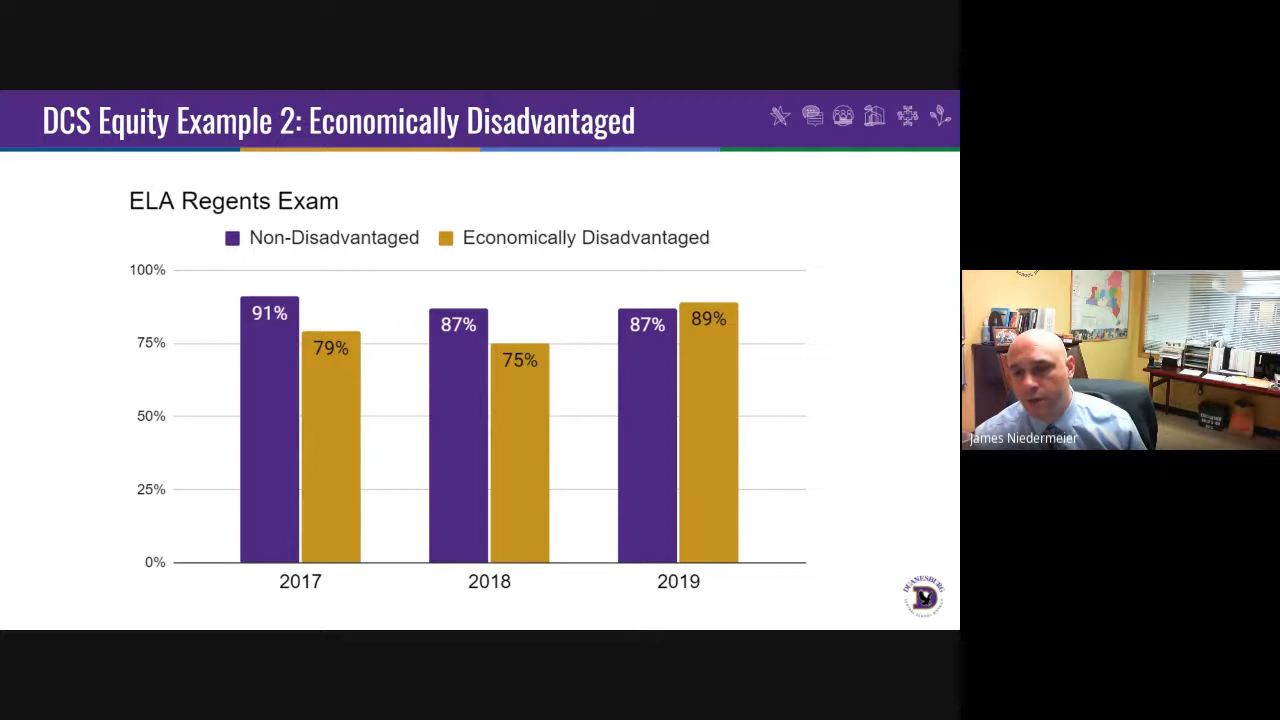 DCS Equity Example 2: Economically Disadvantaged
ELA Regents Exam
Non-Disadvantaged Economically Disadvantaged
100%
75%
50%
25%
0%
91%
79%
87%
75%
87%
89%
2017 2018 2019
DUANESBURG
D
James Niedermeier